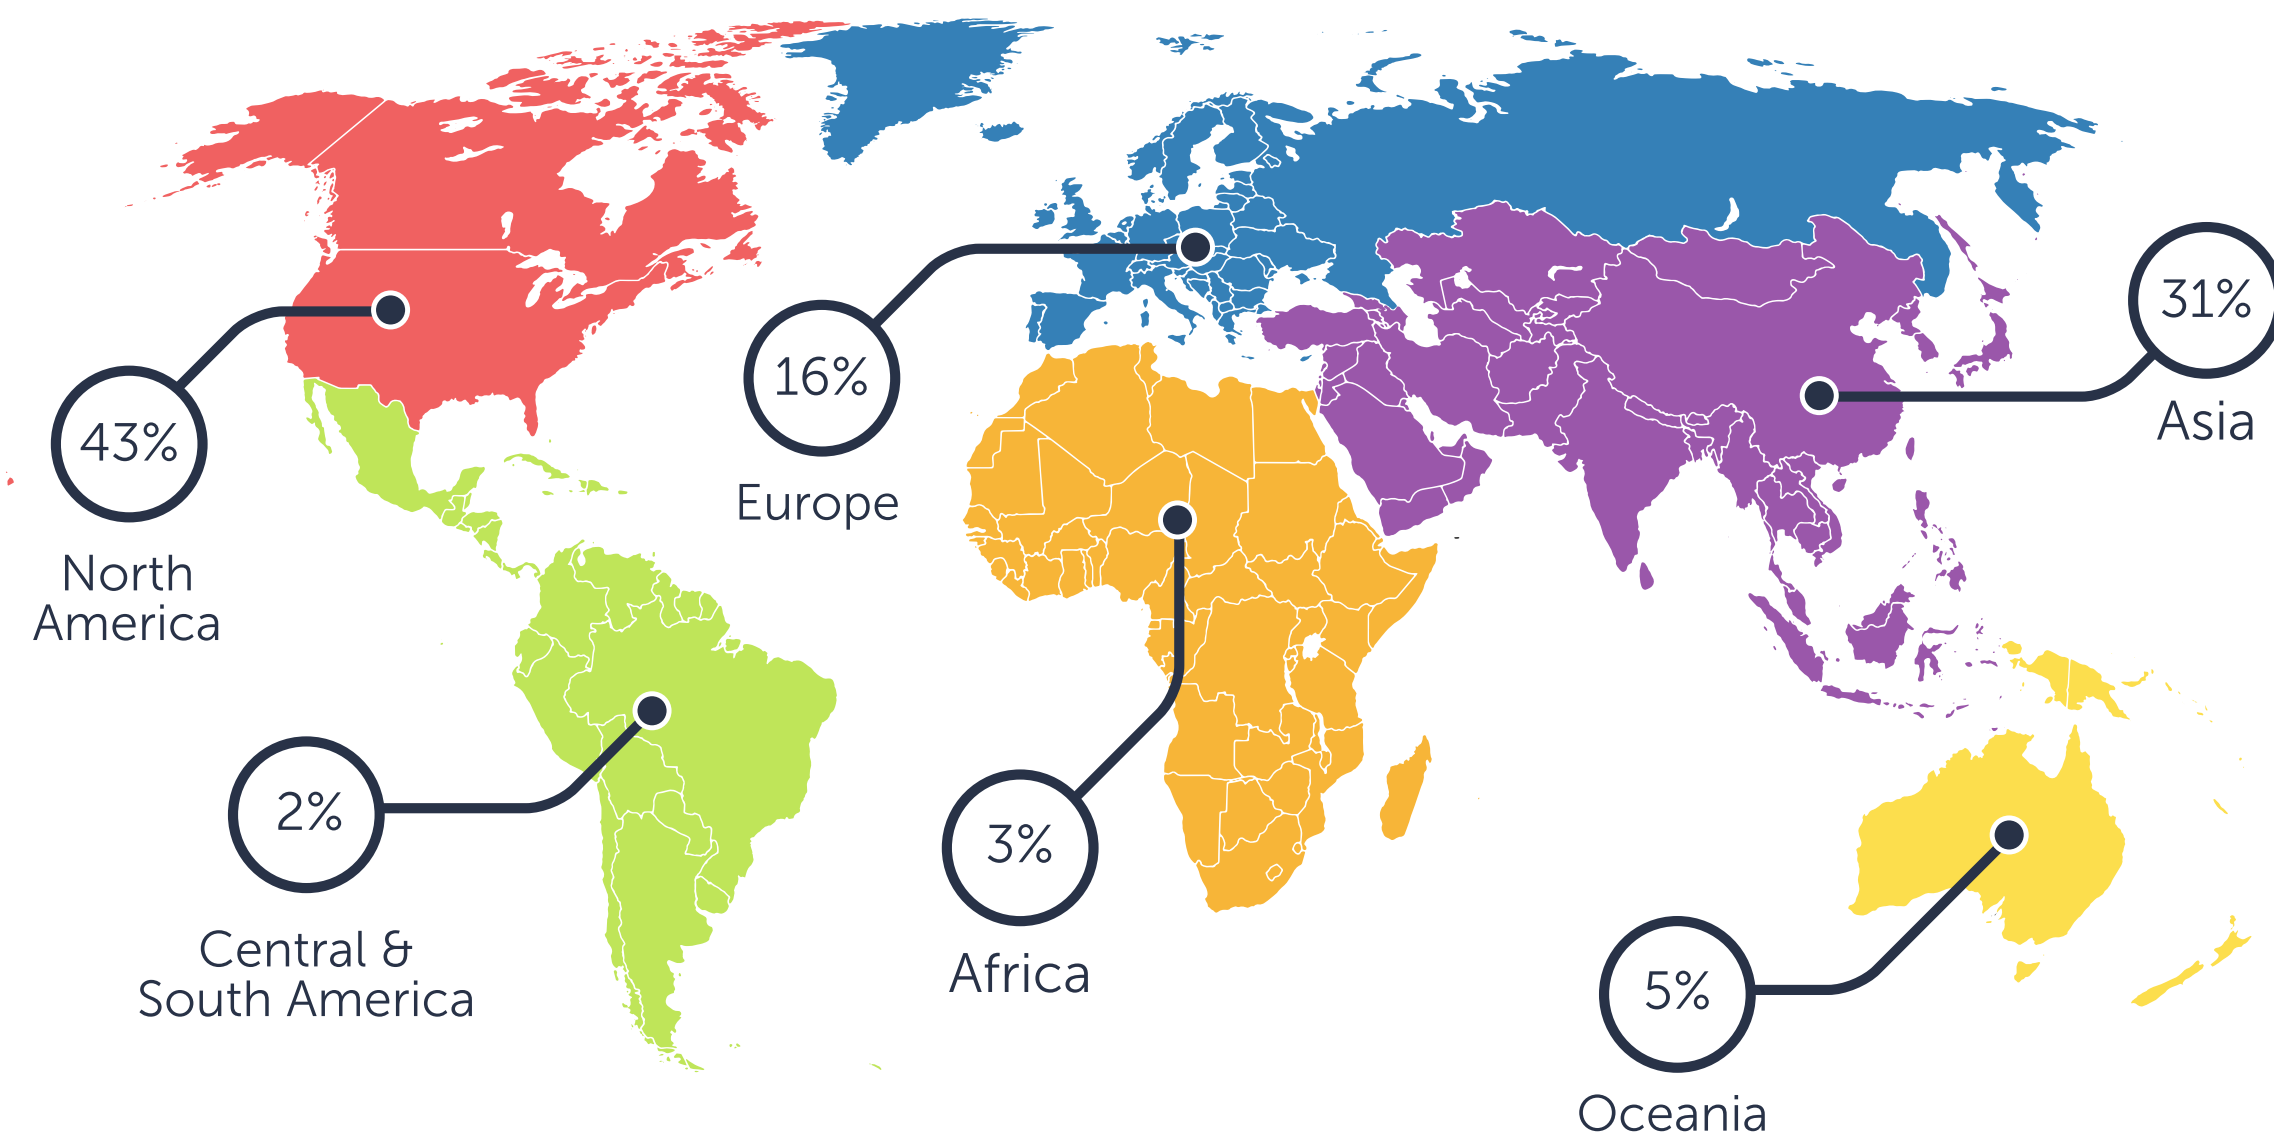 43%
North
America
16%
Europe
31%
Asia
2%
Central &
South America
3%
Africa
5%
Oceania